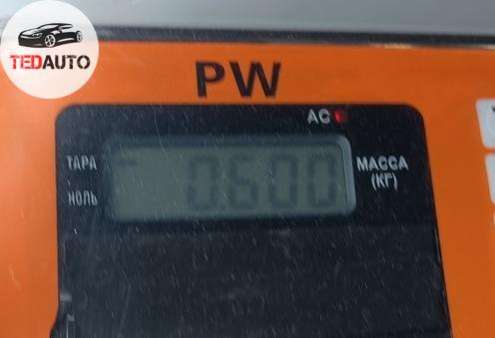 TEDAUTO
PW
AC
ТАРА
0.600
МАССА
(КГ)
НОЛЬ